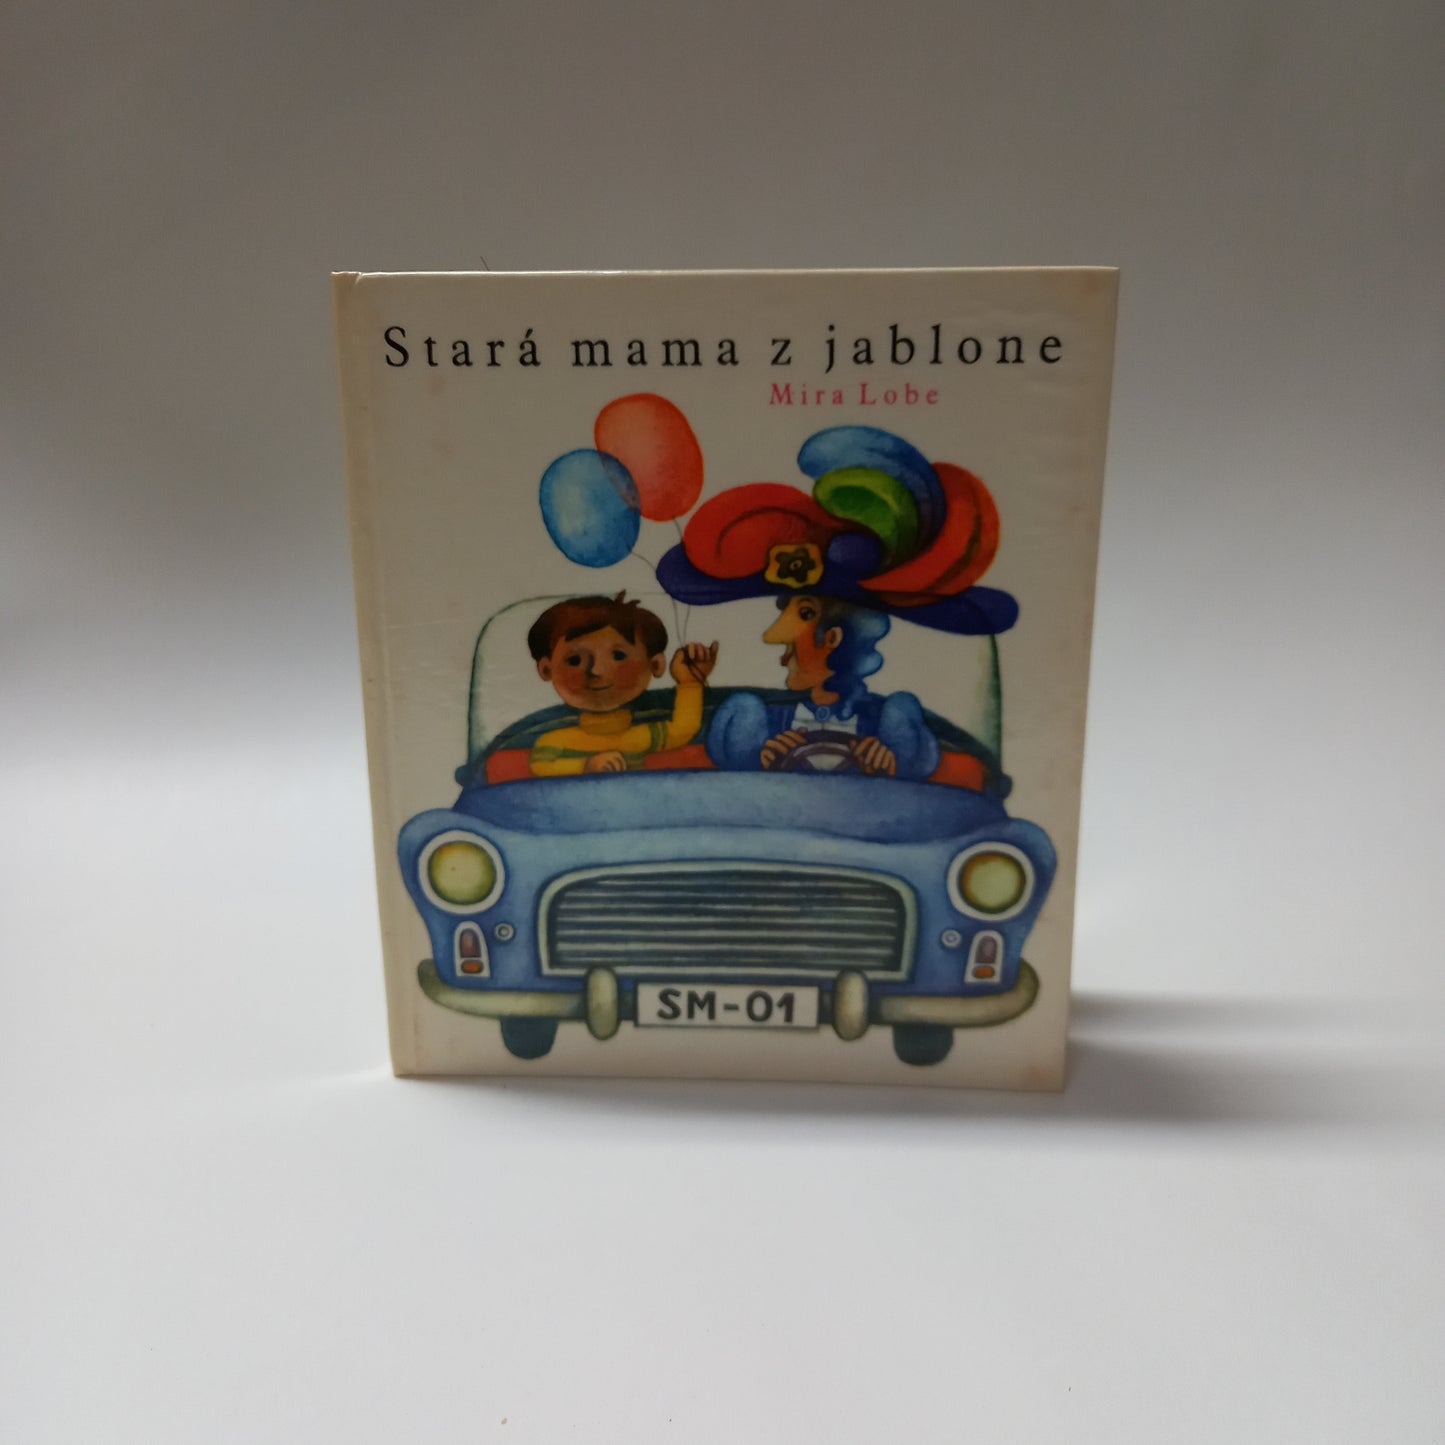 Stará mama z jablone
Mira Lobe
SM-01